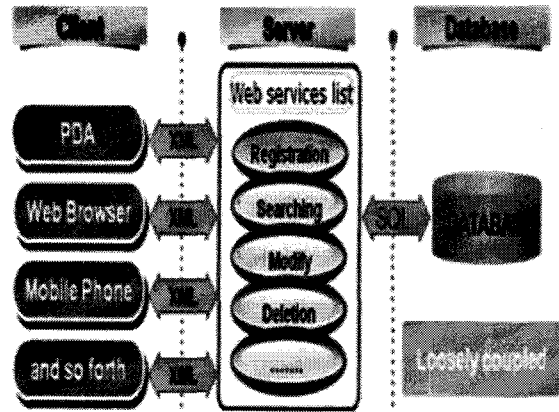 Client
Server
Database
Web services list
PDA
XML
Registration
Web Browser
XML
Searching
SQL
DATABASE
Modify
Mobile Phone
XML
Deletion
and so forth
XML
........
Loosely coupled